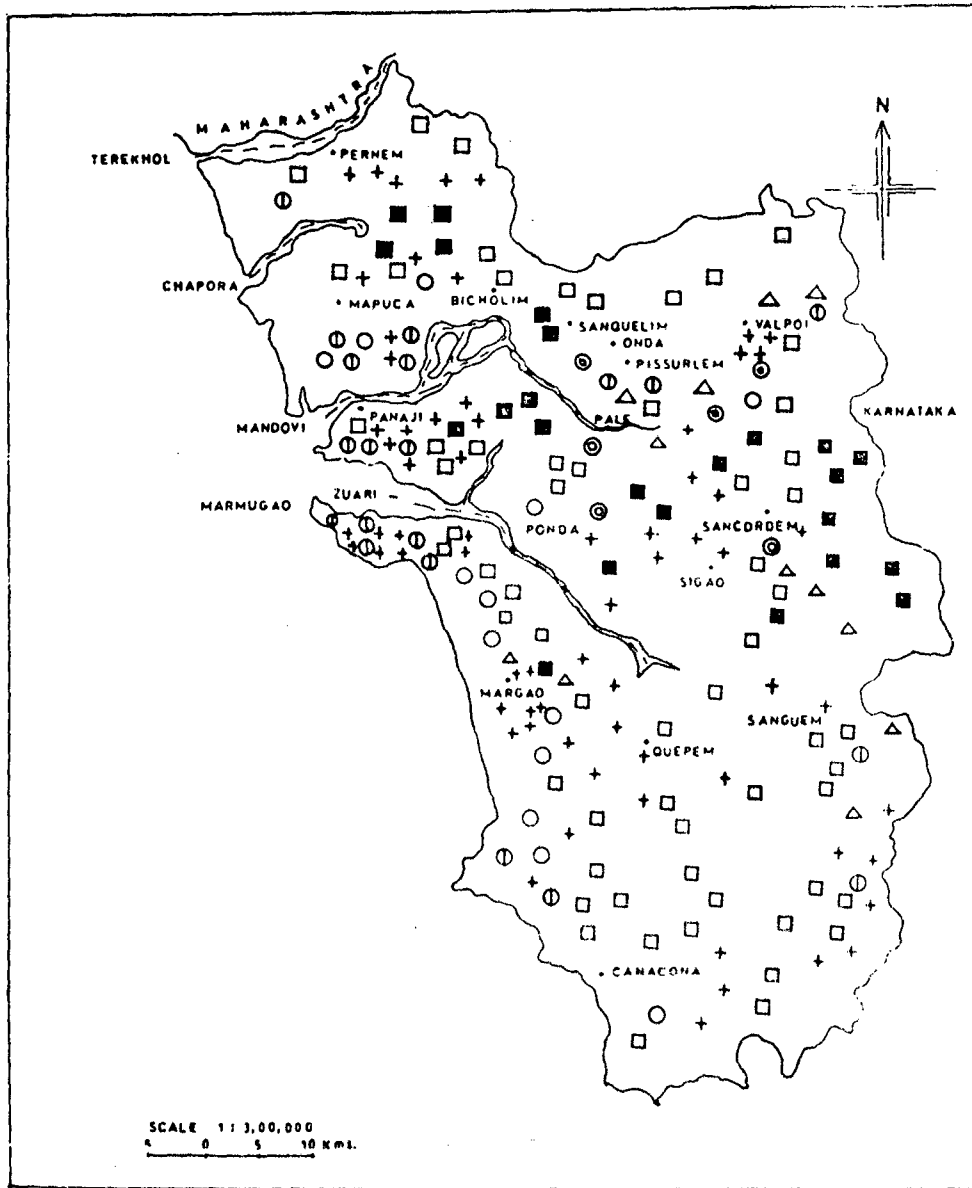 MAHARASHTRA
N
TEREKHOL
PERNEM
CHAPORA
MAPUCA
BICHOLIM
SANQUELIM
VALPOI
ONDA
PISSURLEM
KARNATAKA
MANDOVI
PANAJI
PALE
MARMUGAO
ZUARI
PONDA
SANCORDEM
SIGAO
MARGAO
SANGUEM
QUEPEM
CANACONA
SCALE 1:3,00,000
5 0 5 10 Kms.